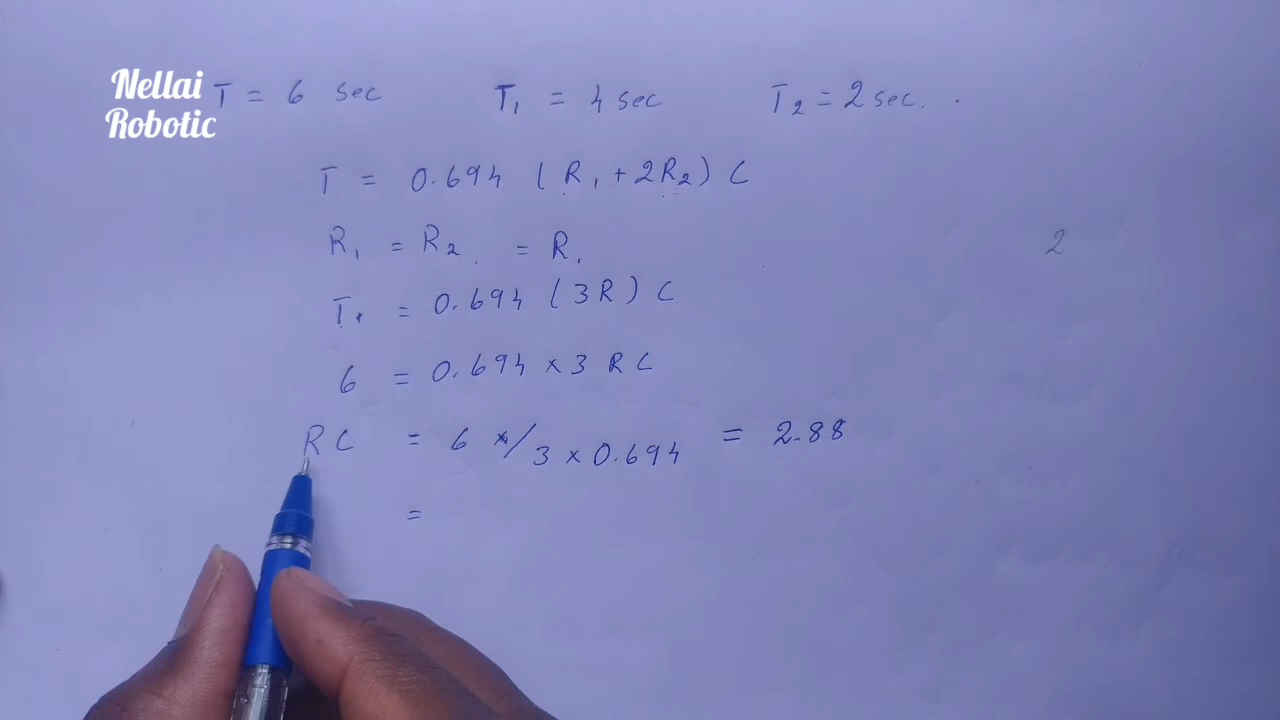 Nellai
Robotic
T = 6 sec T₁ = 4 sec T₂ = 2 sec.
T = 0.694 (R₁ + 2R₂) C
R₁ = R₂ = R.
2
T. = 0.694 (3R) C
6 = 0.694 × 3 RC
RC = 6 / 3 × 0.694 = 2.88
=